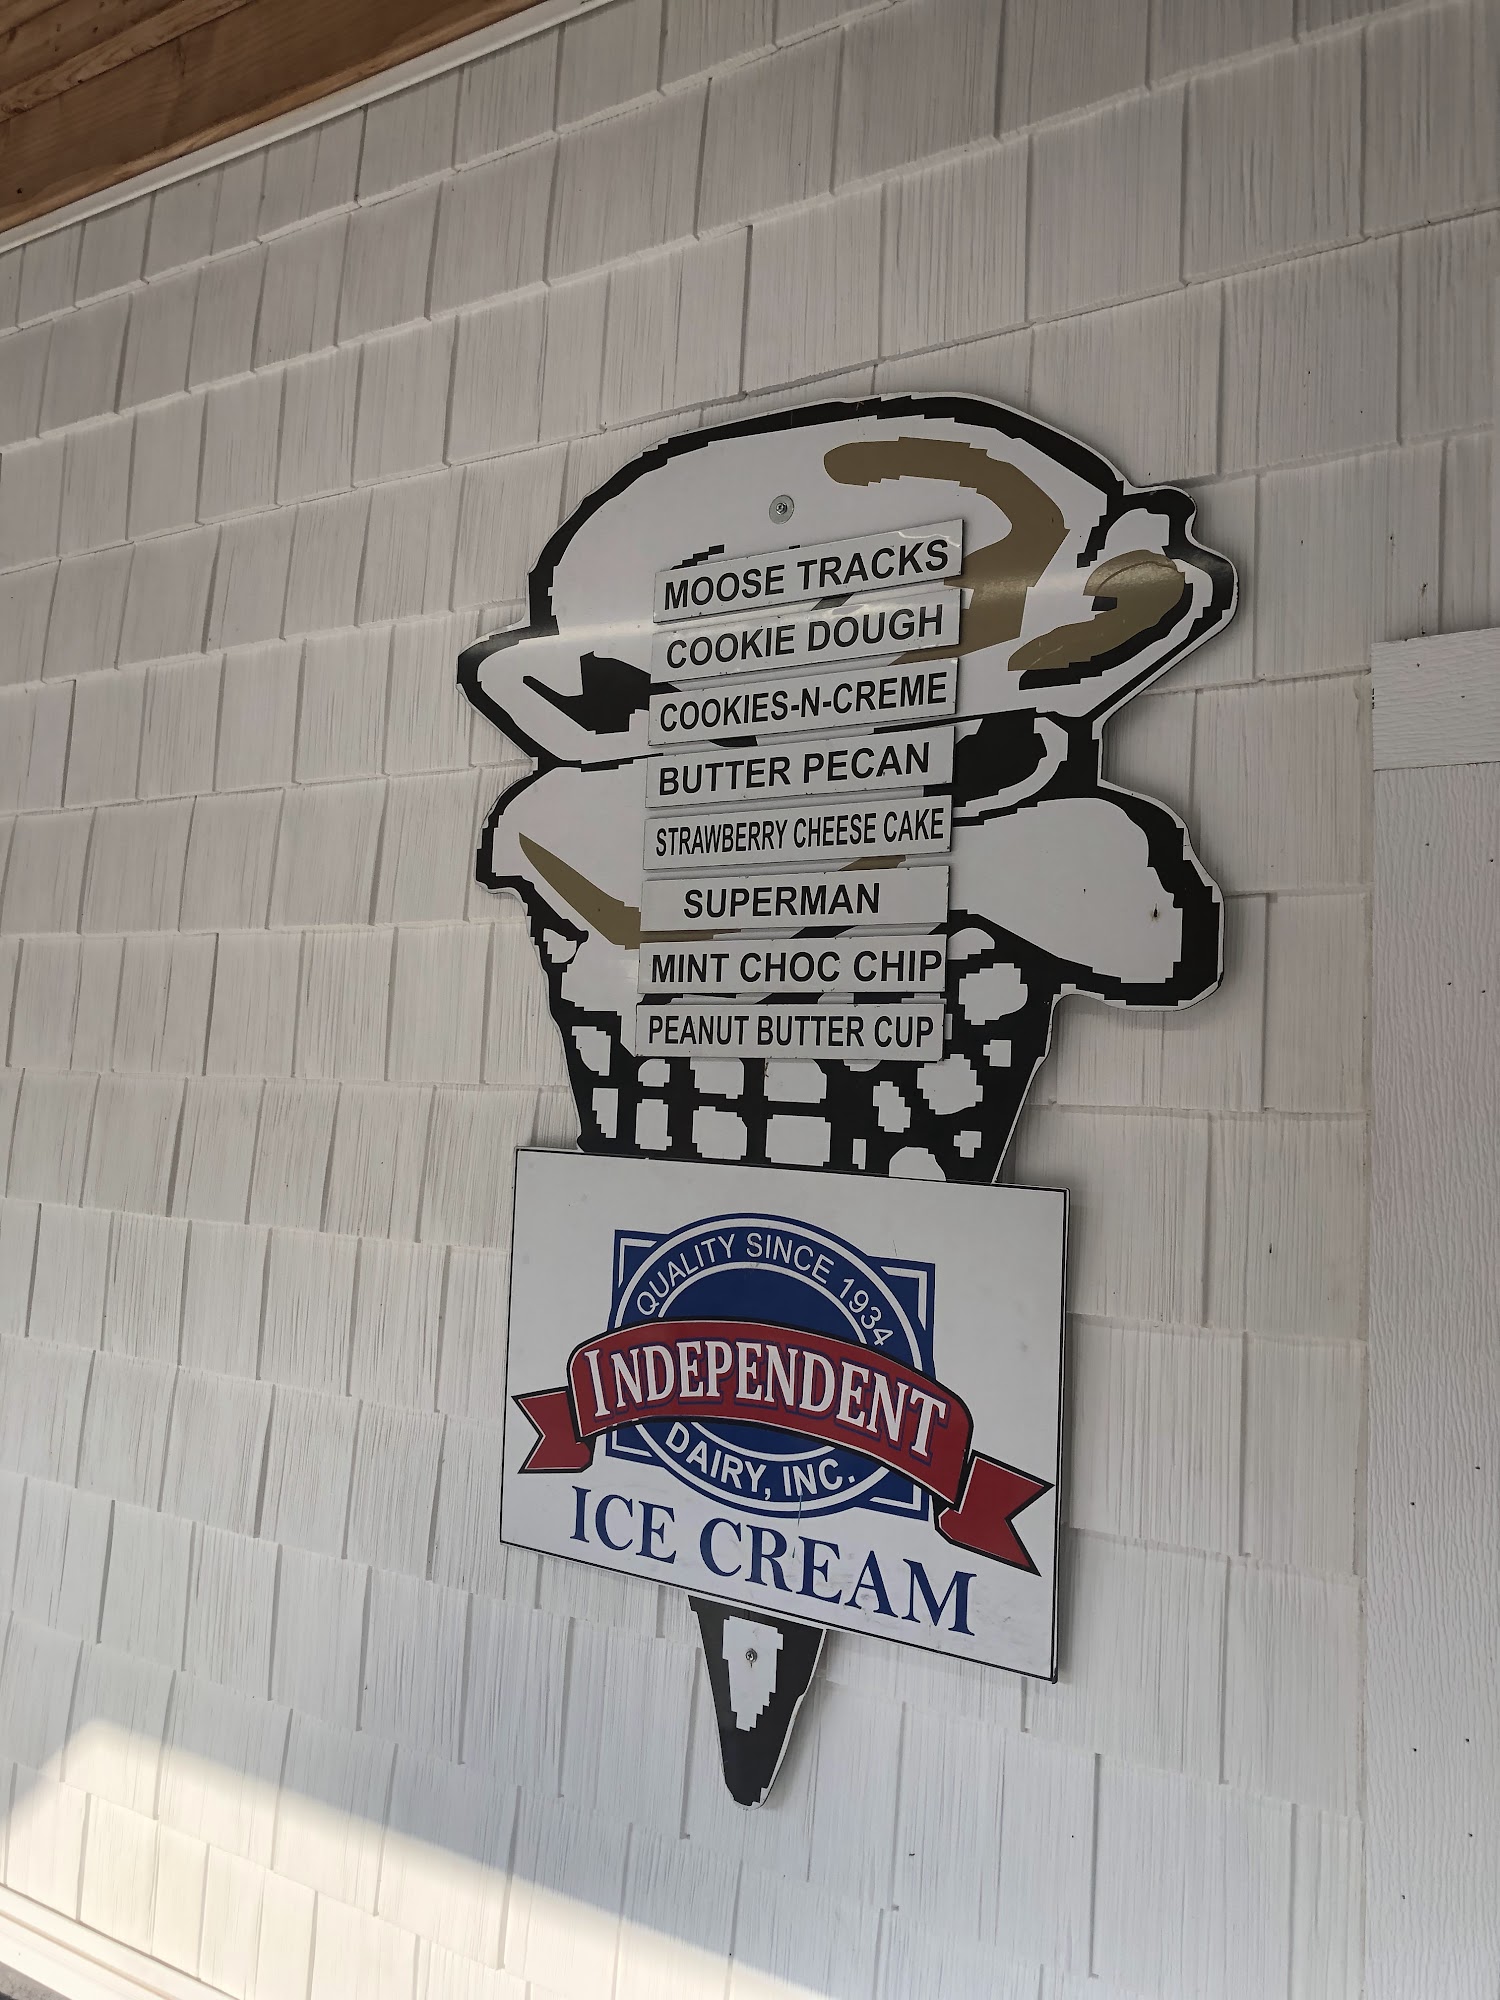 MOOSE TRACKS
COOKIE DOUGH
COOKIES-N-CREME
BUTTER PECAN
STRAWBERRY CHEESE CAKE
SUPERMAN
MINT CHOC CHIP
PEANUT BUTTER CUP
QUALITY SINCE 1934
INDEPENDENT
DAIRY, INC.
ICE CREAM